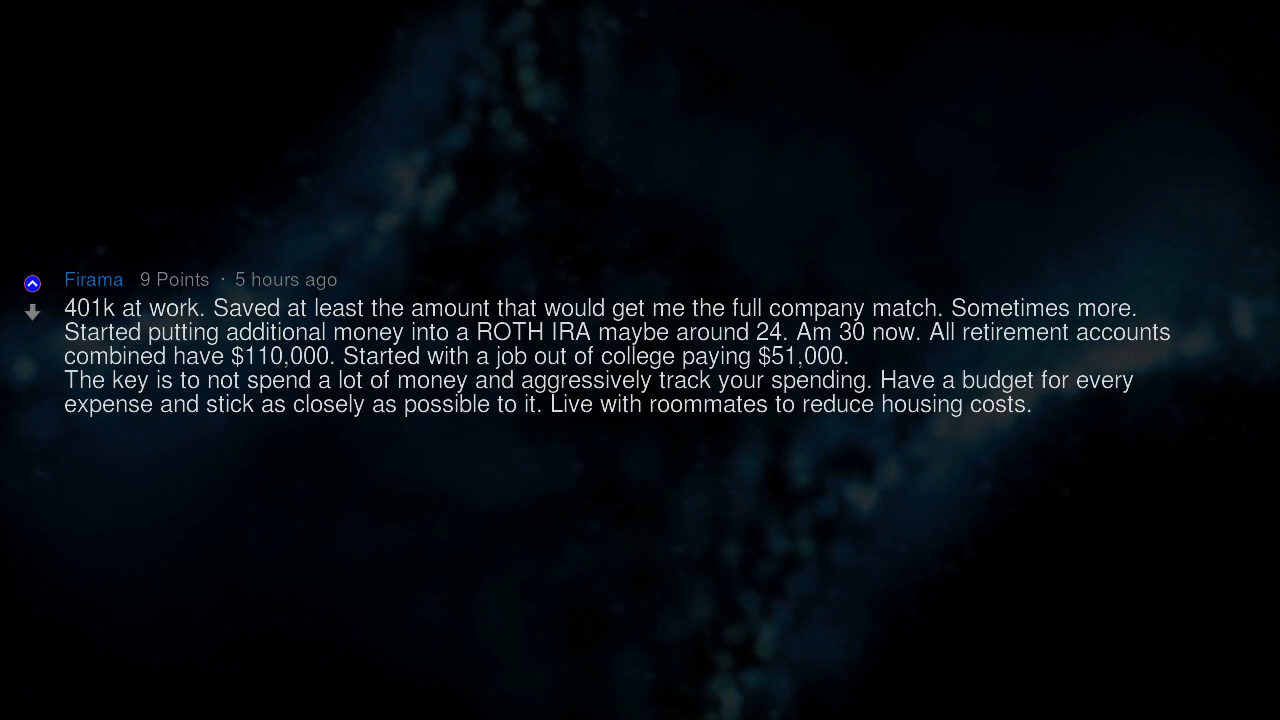 Firama 9 Points · 5 hours ago
401k at work. Saved at least the amount that would get me the full company match. Sometimes more.
Started putting additional money into a ROTH IRA maybe around 24. Am 30 now. All retirement accounts
combined have $110,000. Started with a job out of college paying $51,000.
The key is to not spend a lot of money and aggressively track your spending. Have a budget for every
expense and stick as closely as possible to it. Live with roommates to reduce housing costs.